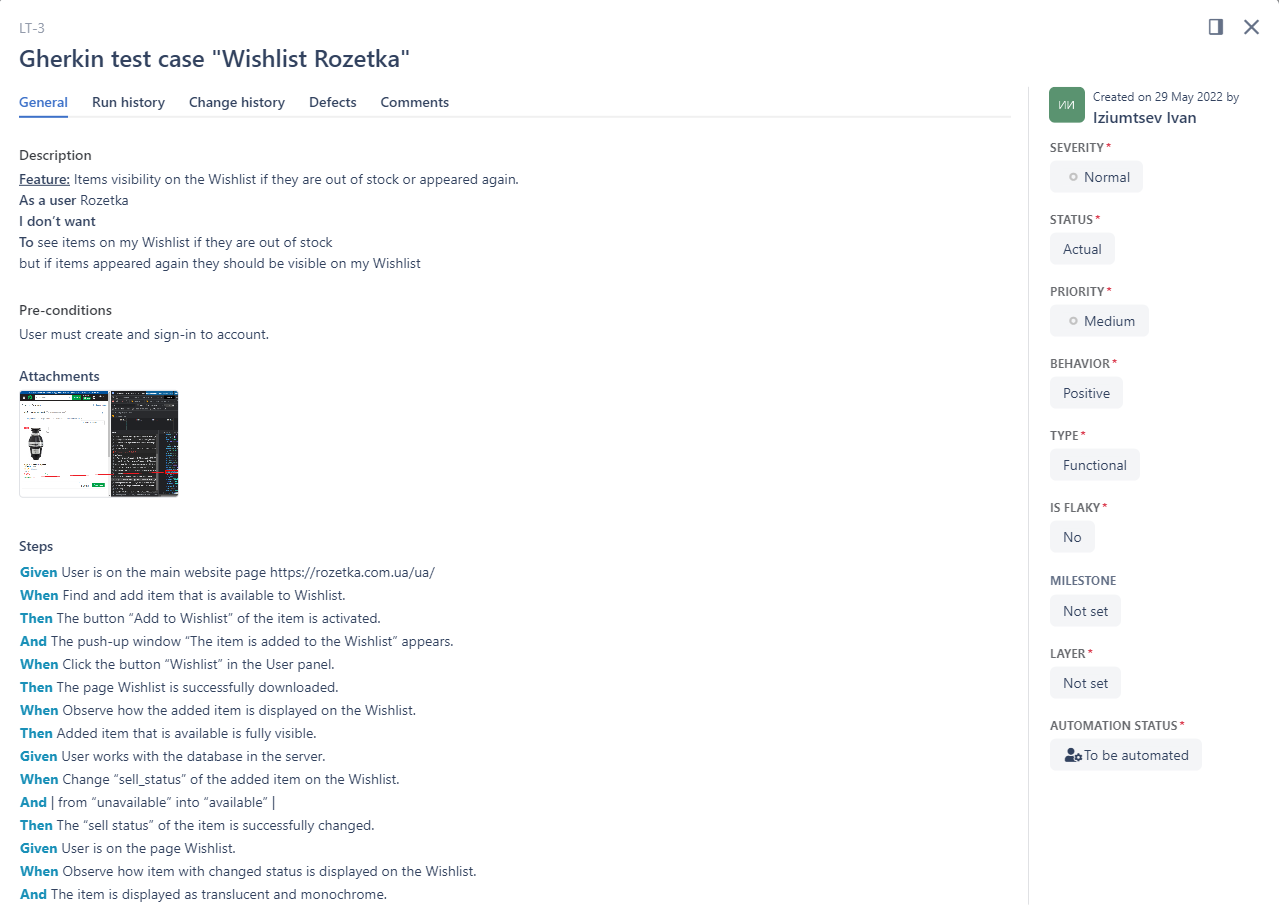 LT-3
Gherkin test case "Wishlist Rozetka"
General Run history Change history Defects Comments
Description
Feature: Items visibility on the Wishlist if they are out of stock or appeared again.
As a user Rozetka
I don’t want
To see items on my Wishlist if they are out of stock
but if items appeared again they should be visible on my Wishlist
Pre-conditions
User must create and sign-in to account.
Attachments
Steps
Given User is on the main website page https://rozetka.com.ua/ua/
When Find and add item that is available to Wishlist.
Then The button “Add to Wishlist” of the item is activated.
And The push-up window “The item is added to the Wishlist” appears.
When Click the button “Wishlist” in the User panel.
Then The page Wishlist is successfully downloaded.
When Observe how the added item is displayed on the Wishlist.
Then Added item that is available is fully visible.
Given User works with the database in the server.
When Change “sell_status” of the added item on the Wishlist.
And | from “unavailable” into “available” |
Then The “sell status” of the item is successfully changed.
Given User is on the page Wishlist.
When Observe how item with changed status is displayed on the Wishlist.
And The item is displayed as translucent and monochrome.
ИИ
Created on 29 May 2022 by
Iziumtsev Ivan
SEVERITY*
Normal
STATUS*
Actual
PRIORITY*
Medium
BEHAVIOR*
Positive
TYPE*
Functional
IS FLAKY*
No
MILESTONE
Not set
LAYER*
Not set
AUTOMATION STATUS*
To be automated